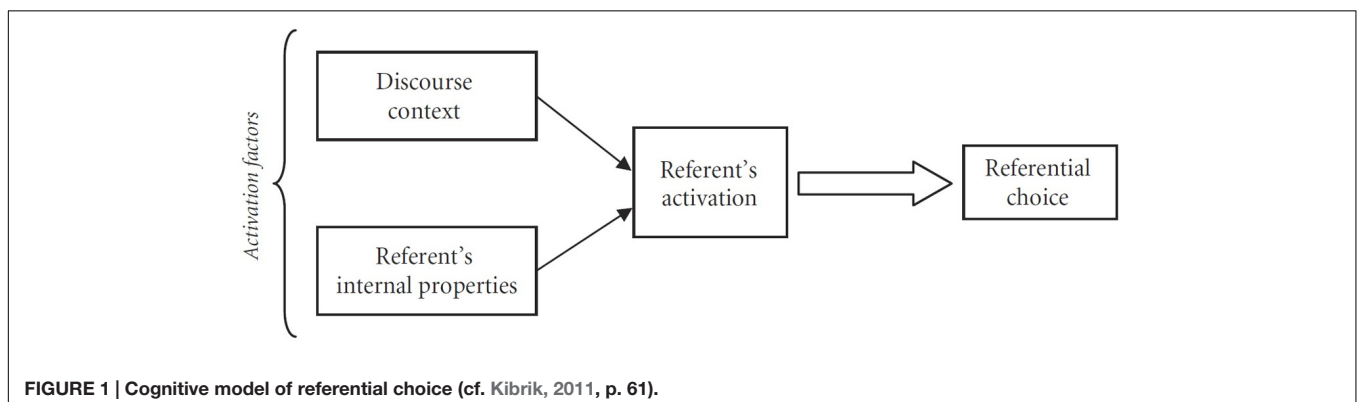 Activation factors
Discourse
context
Referent's
internal properties
Referent's
activation
Referential
choice
FIGURE 1 | Cognitive model of referential choice (cf. Kibrik, 2011, p. 61).